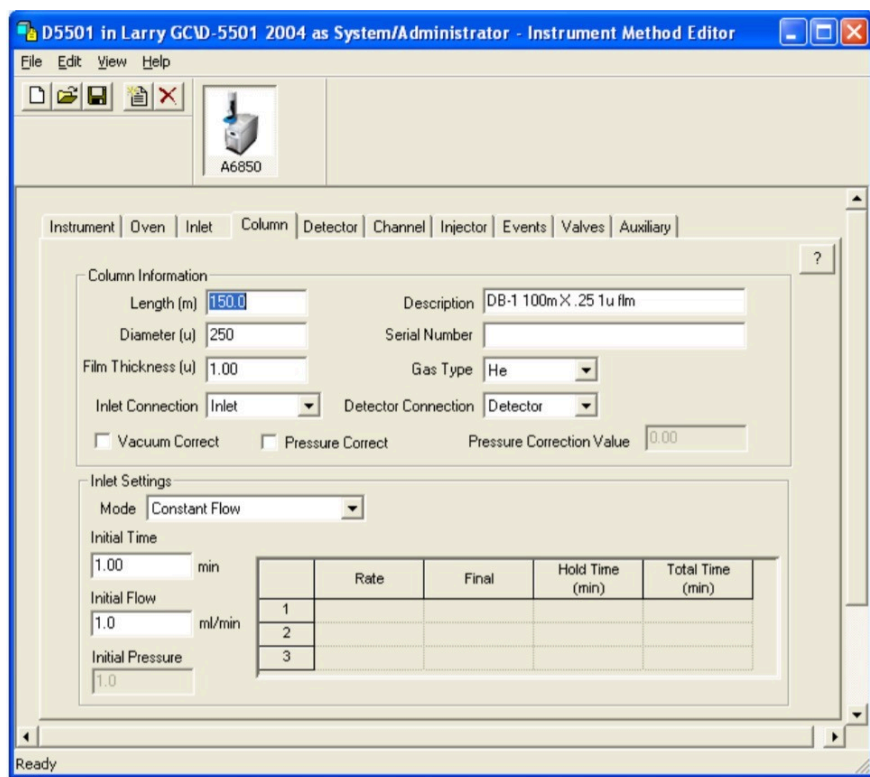 D5501 in Larry GC\D-5501 2004 as System/Administrator - Instrument Method Editor
File Edit View Help
A6850
Instrument Oven Inlet Column Detector Channel Injector Events Valves Auxiliary
?
Column Information
Length (m) 150.0 Description DB-1 100m X .25 1u flm
Diameter (u) 250 Serial Number
Film Thickness (u) 1.00 Gas Type He
Inlet Connection Inlet Detector Connection Detector
Vacuum Correct Pressure Correct Pressure Correction Value 0.00
Inlet Settings
Mode Constant Flow
Initial Time
1.00 min
Rate Final Hold Time (min) Total Time (min)
Initial Flow
1
1.0 ml/min
2
Initial Pressure
3
1.0
Ready